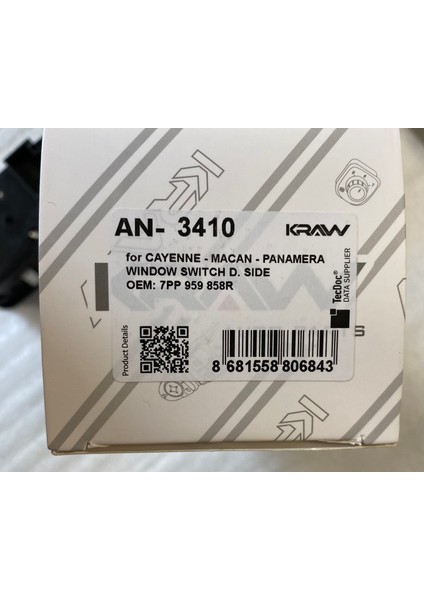 AN- 3410
KRAW
for CAYENNE - MACAN - PANAMERA
WINDOW SWITCH D. SIDE
OEM: 7PP 959 858R
Product Details
8 681558 806843
TecDoc
DATA SUPPLIER